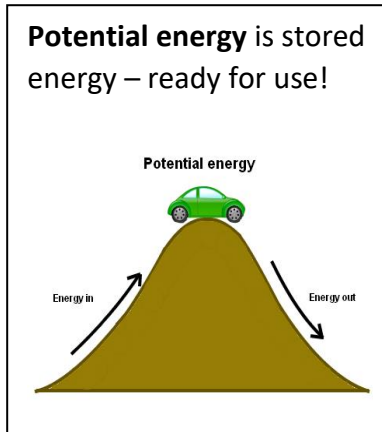 Potential energy is stored
energy – ready for use!
Potential energy
Energy in
Energy out